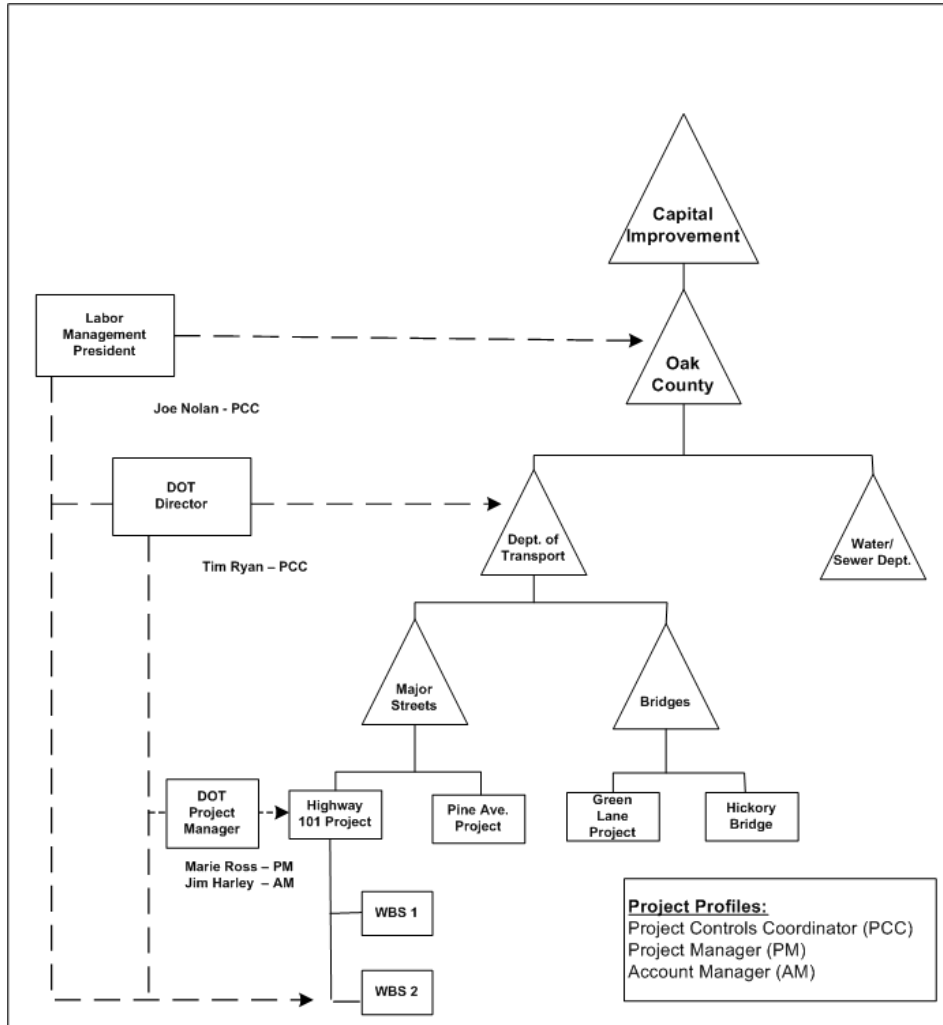 Capital
Improvement
Labor
Management
President
Oak
County
Joe Nolan - PCC
DOT
Director
Dept. of
Transport
Water/
Sewer Dept.
Tim Ryan – PCC
Major
Streets
Bridges
DOT
Project
Manager
Highway
101 Project
Pine Ave.
Project
Green
Lane
Project
Hickory
Bridge
Marie Ross – PM
Jim Harley – AM
WBS 1
WBS 2
Project Profiles:
Project Controls Coordinator (PCC)
Project Manager (PM)
Account Manager (AM)